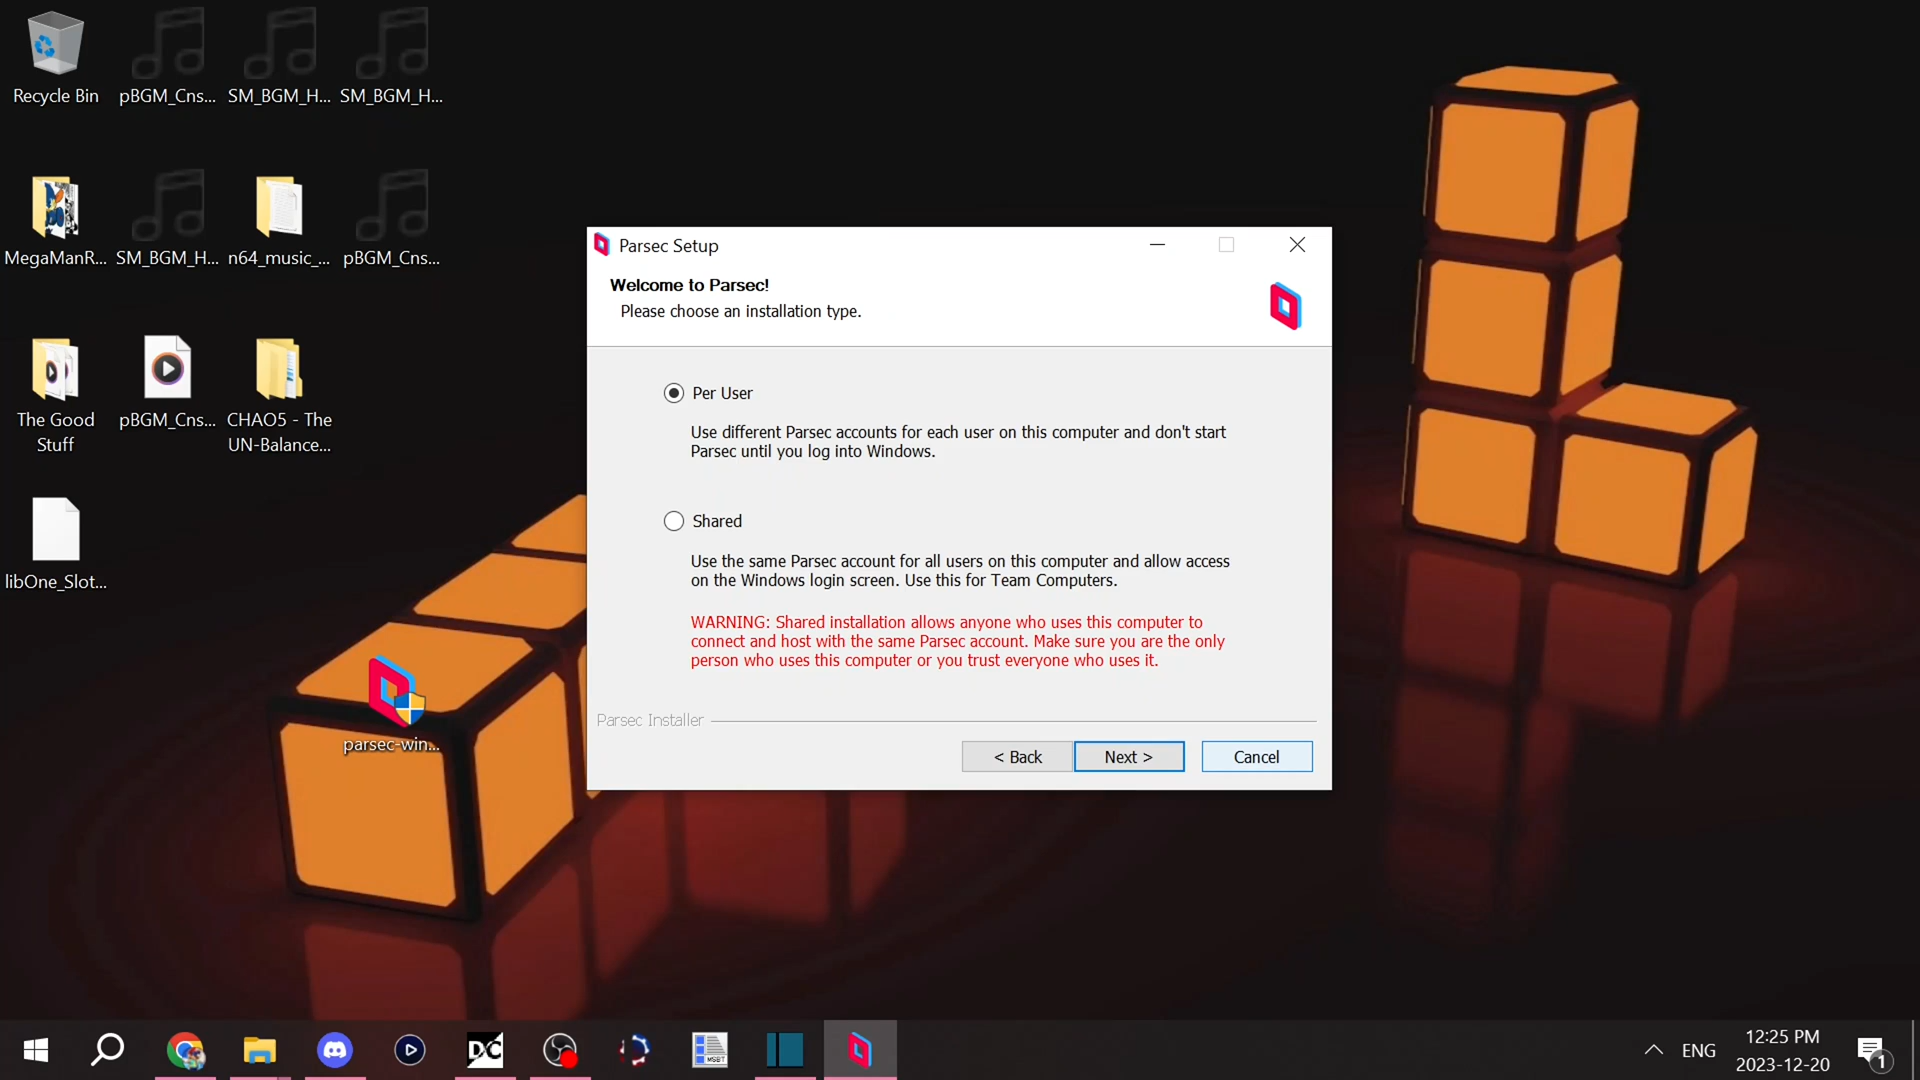 Recycle Bin
pBGM_Cns...
SM_BGM_H...
SM_BGM_H...
MegaManR...
SM_BGM_H...
n64_music_...
pBGM_Cns...
The Good
Stuff
pBGM_Cns...
CHAO5 - The
UN-Balance...
libOne_Slot...
parsec-win...
Parsec Setup
Welcome to Parsec!
Please choose an installation type.
Per User
Use different Parsec accounts for each user on this computer and don't start
Parsec until you log into Windows.
Shared
Use the same Parsec account for all users on this computer and allow access
on the Windows login screen. Use this for Team Computers.
WARNING: Shared installation allows anyone who uses this computer to
connect and host with the same Parsec account. Make sure you are the only
person who uses this computer or you trust everyone who uses it.
Parsec Installer
< Back
Next >
Cancel
DC
MSBT
ENG
12:25 PM
2023-12-20
1